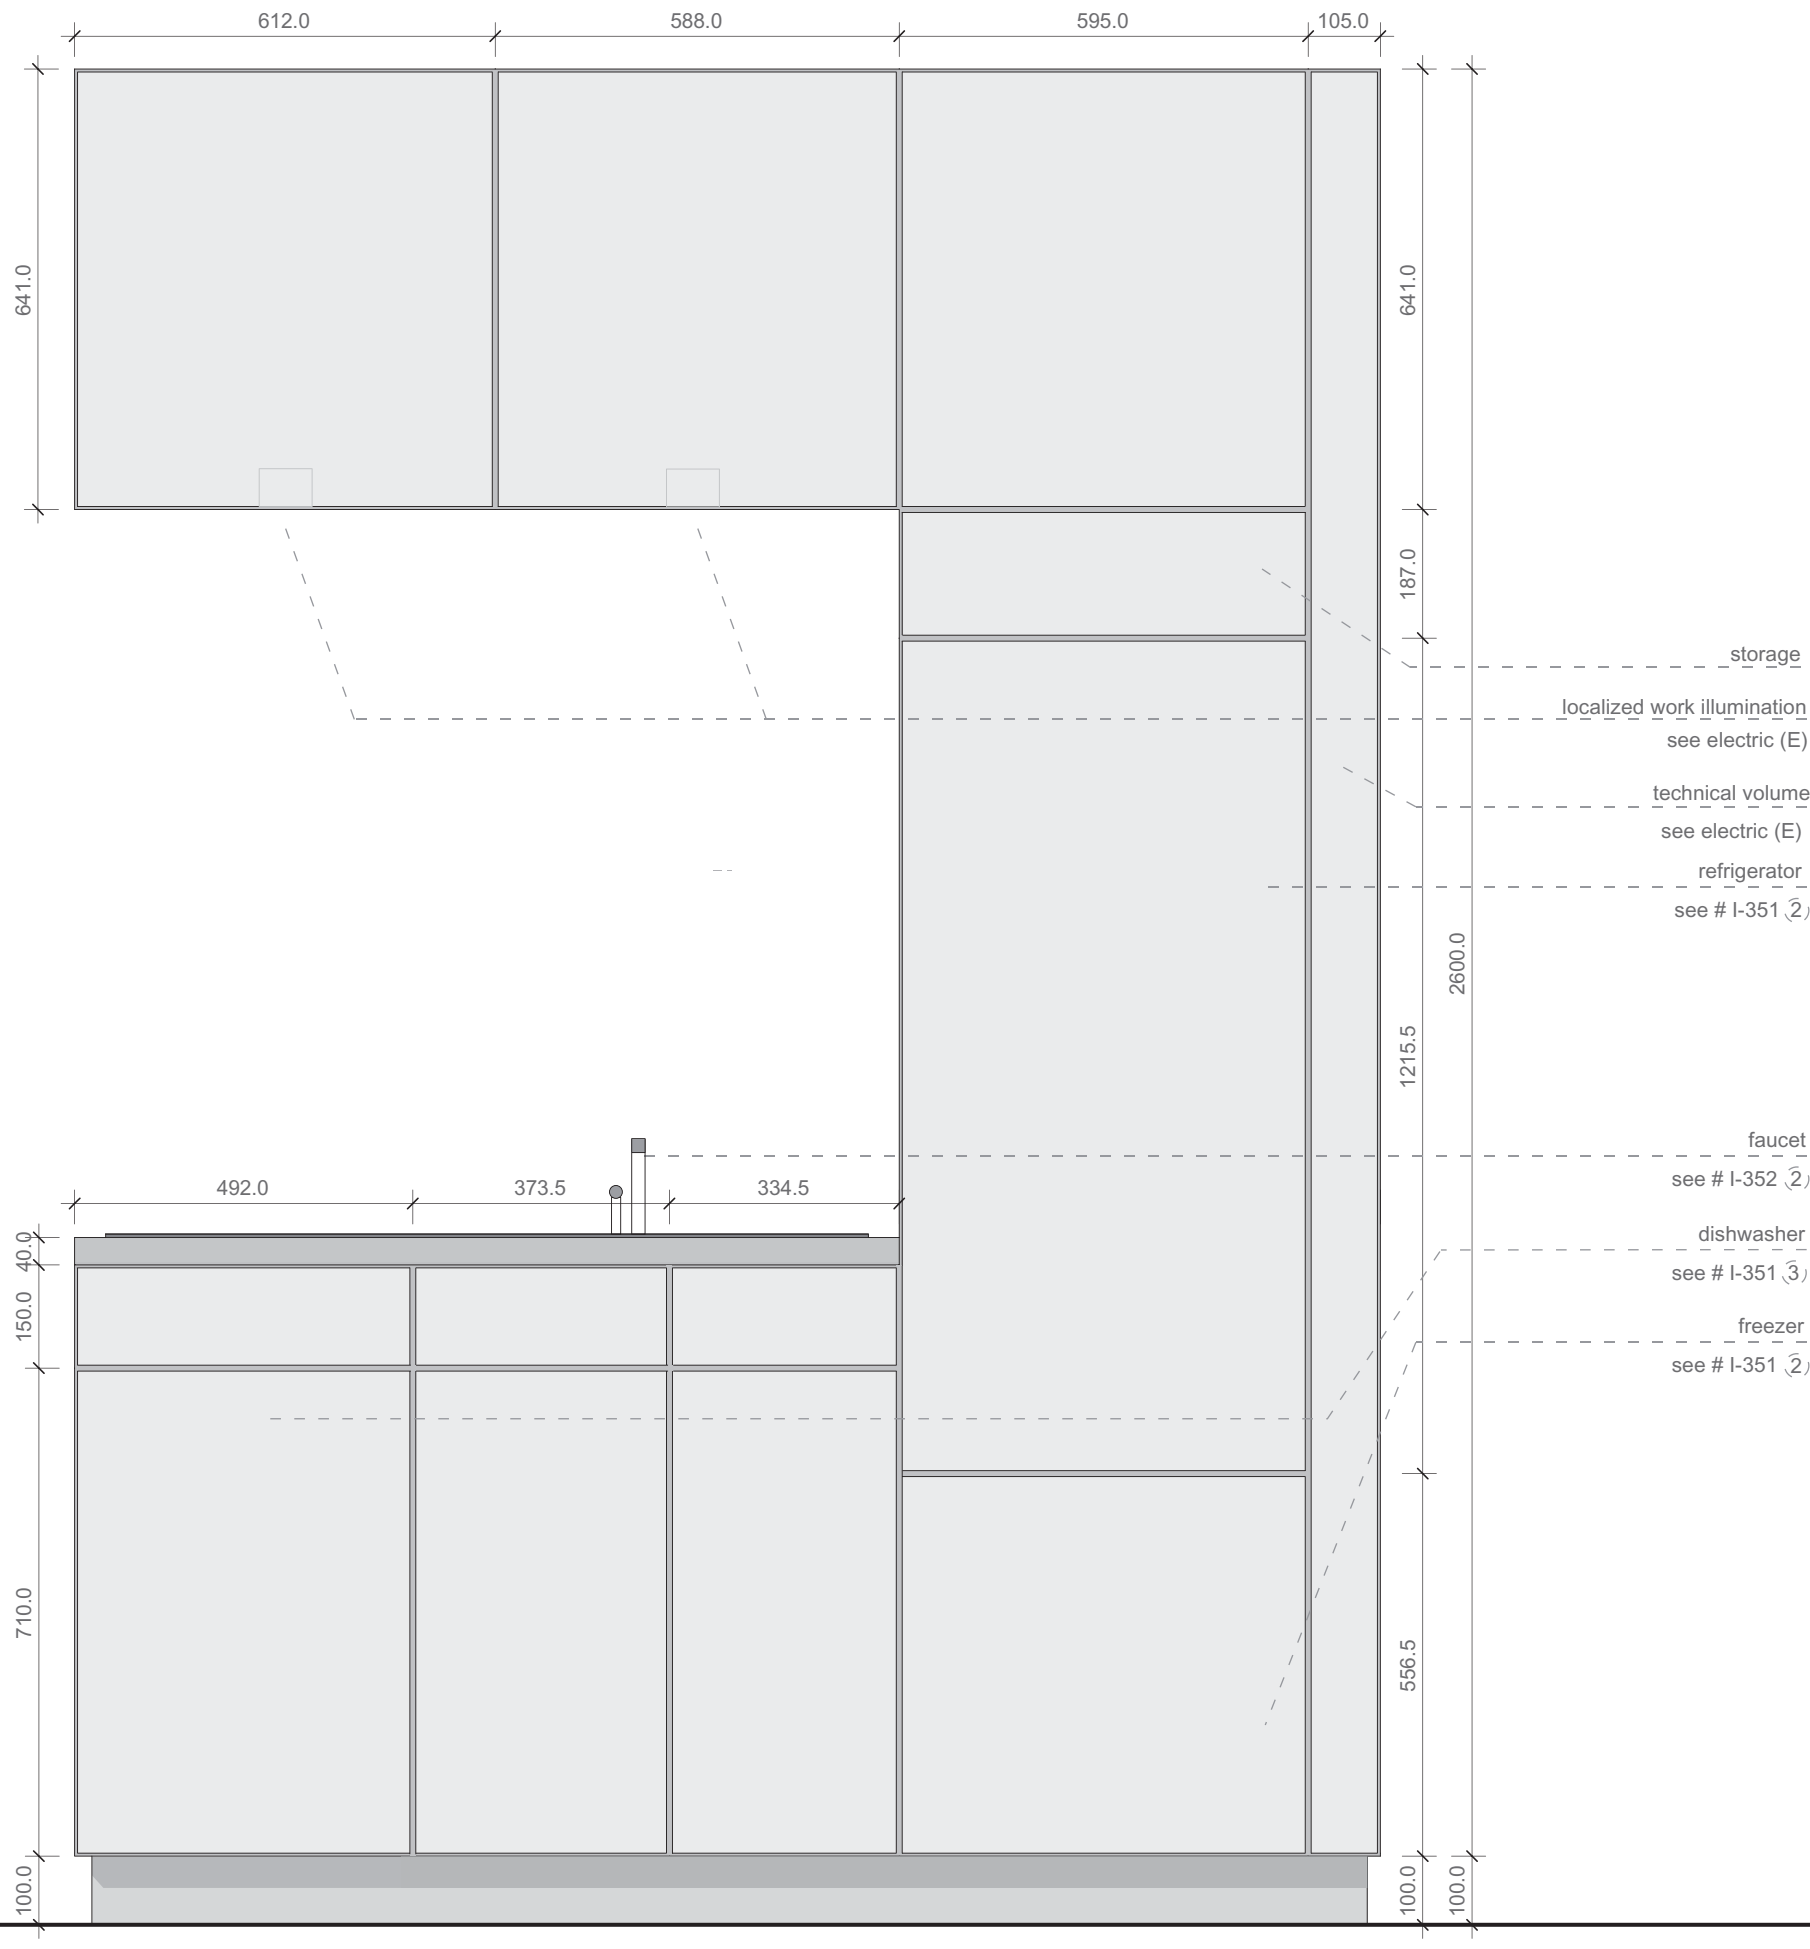 612.0 588.0 595.0 105.0
641.0
641.0
187.0
storage
localized work illumination
see electric (E)
technical volume
see electric (E)
refrigerator
see # I-351 2
2600.0
1215.5
faucet
see # I-352 2
492.0 373.5 334.5
dishwasher
see # I-351 3
40.0
150.0
freezer
see # I-351 2
710.0
556.5
100.0
100.0
100.0